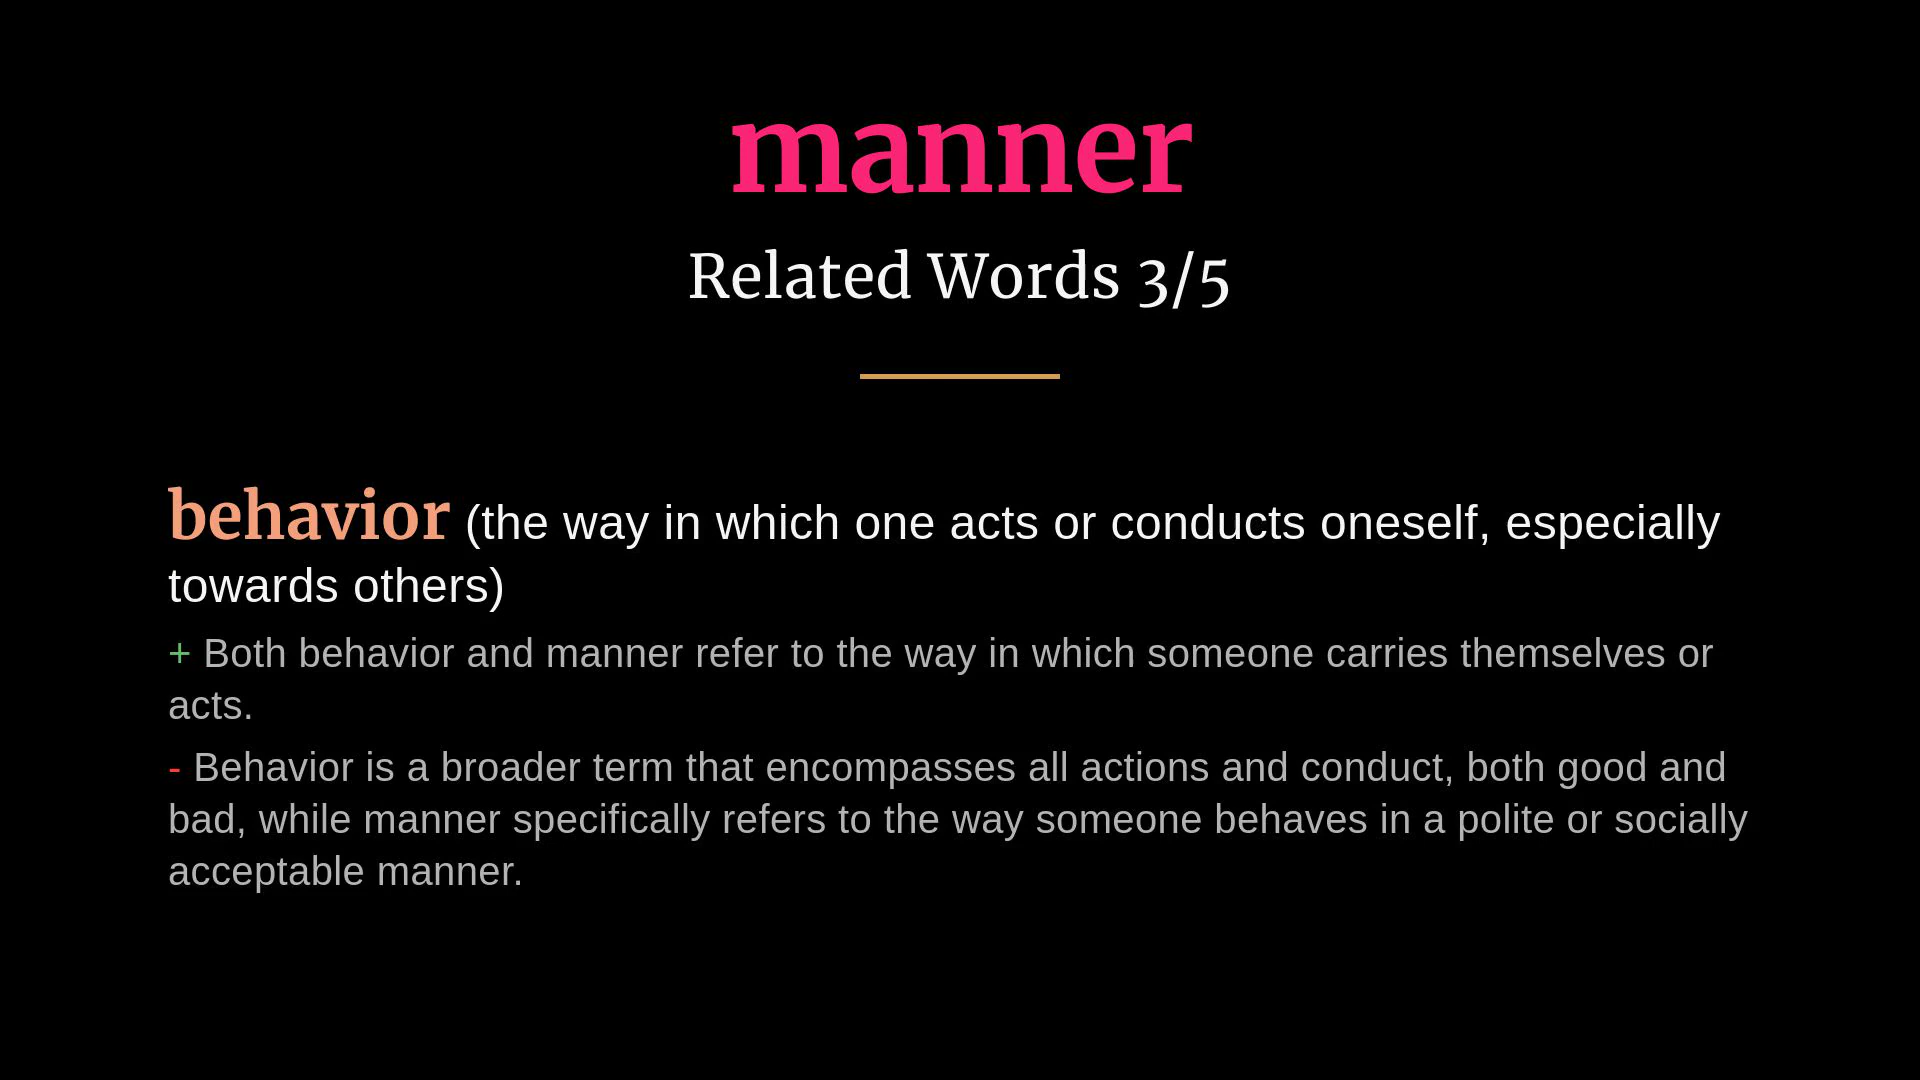 manner
Related Words 3/5
behavior (the way in which one acts or conducts oneself, especially
towards others)
+ Both behavior and manner refer to the way in which someone carries themselves or
acts.
- Behavior is a broader term that encompasses all actions and conduct, both good and
bad, while manner specifically refers to the way someone behaves in a polite or socially
acceptable manner.